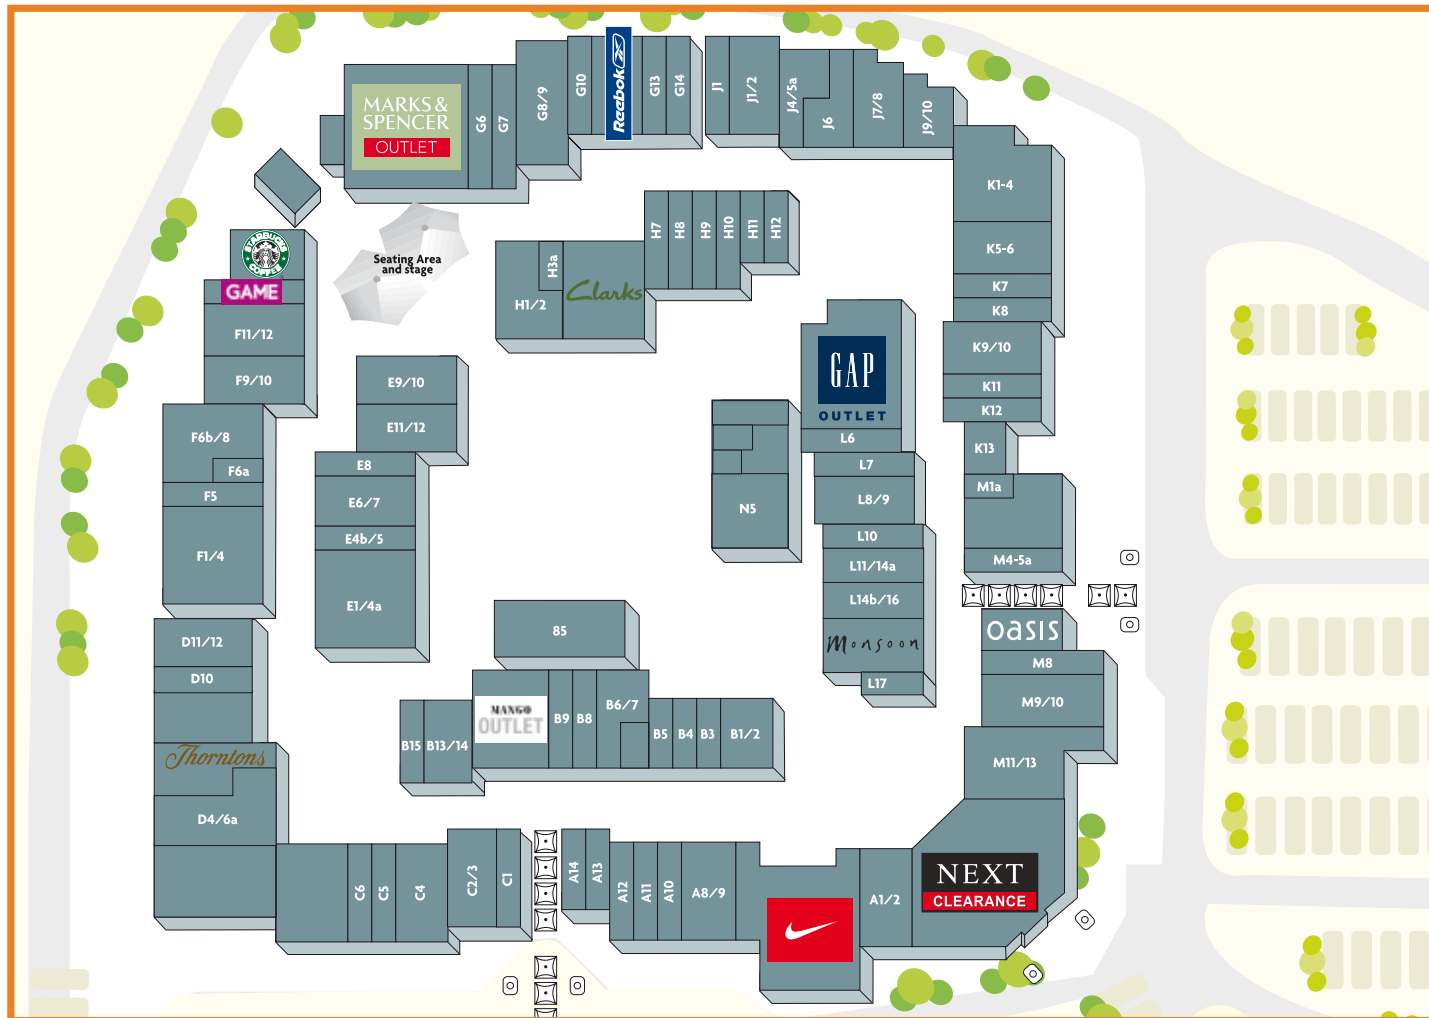 MARKS &
SPENCER
OUTLET
G6
G7
G8/9
G10
Reebok
G13
G14
J1
J1/2
J4/5a
J6
J7/8
J9/10
K1-4
K5-6
K7
K8
K9/10
K11
K12
K13
M1a
M4-5a
STARBUCKS
COFFEE
GAME
F11/12
F9/10
F6b/8
F6a
F5
F1/4
Seating Area
and stage
H1/2
H3a
Clarks
H7
H8
H9
H10
H11
H12
E9/10
E11/12
E8
E6/7
E4b/5
E1/4a
GAP
OUTLET
L6
L7
L8/9
L10
L11/14a
L14b/16
Monsoon
L17
N5
oasis
M8
M9/10
M11/13
D11/12
D10
Thorntons
D4/6a
85
MANGO
OUTLET
B15
B13/14
B9
B8
B6/7
B5
B4
B3
B1/2
C6
C5
C4
C2/3
C1
A14
A13
A12
A11
A10
A8/9
A1/2
NEXT
CLEARANCE